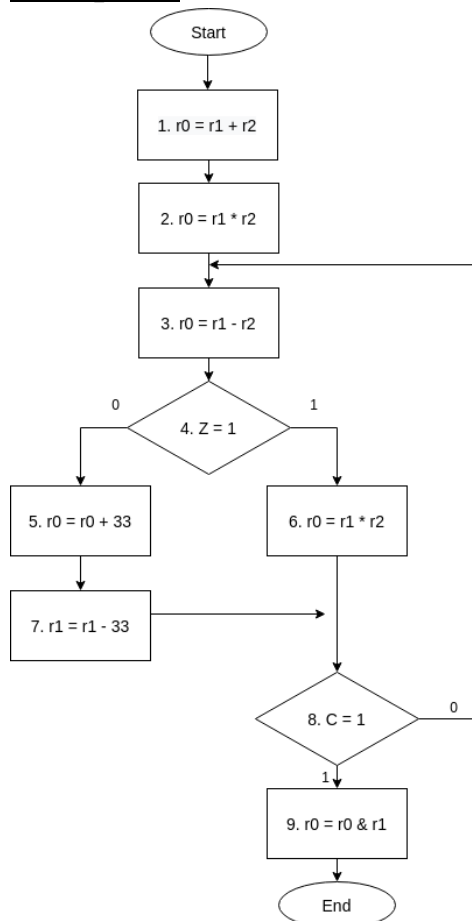 Start
1. r0 = r1 + r2
2. r0 = r1 * r2
3. r0 = r1 - r2
0
1
4. Z = 1
5. r0 = r0 + 33
6. r0 = r1 * r2
7. r1 = r1 - 33
0
8. C = 1
1
9. r0 = r0 & r1
End